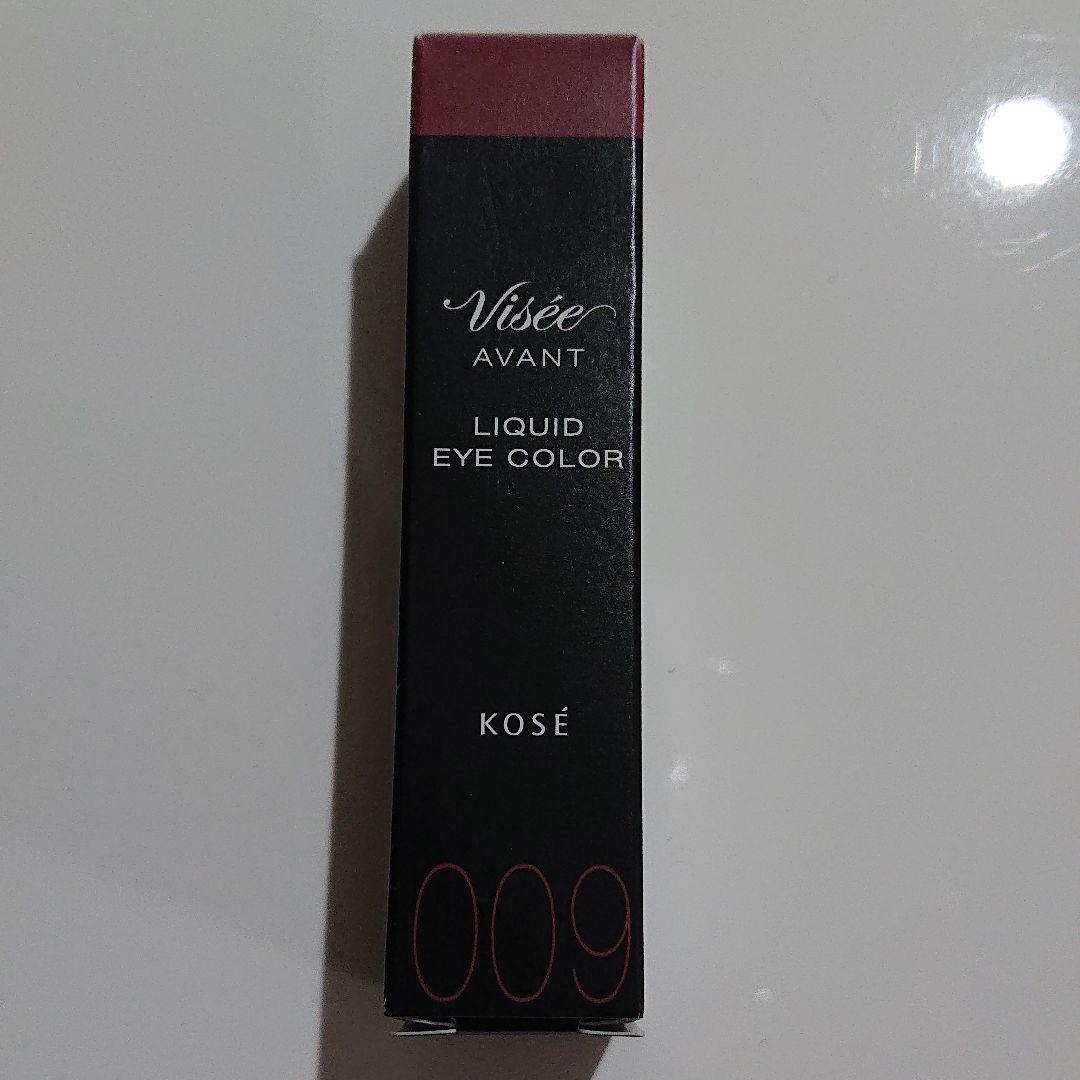 Visée
AVANT
LIQUID
EYE COLOR
KOSÉ
009